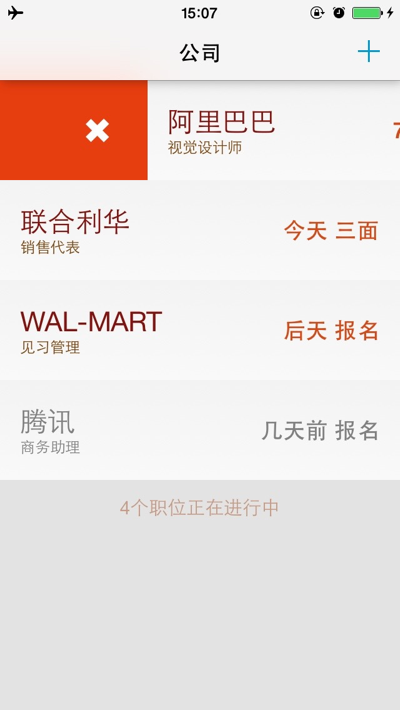 15:07
公司
阿里巴巴
视觉设计师
7
联合利华
销售代表
今天 三面
WAL-MART
见习管理
后天 报名
腾讯
商务助理
几天前 报名
4个职位正在进行中